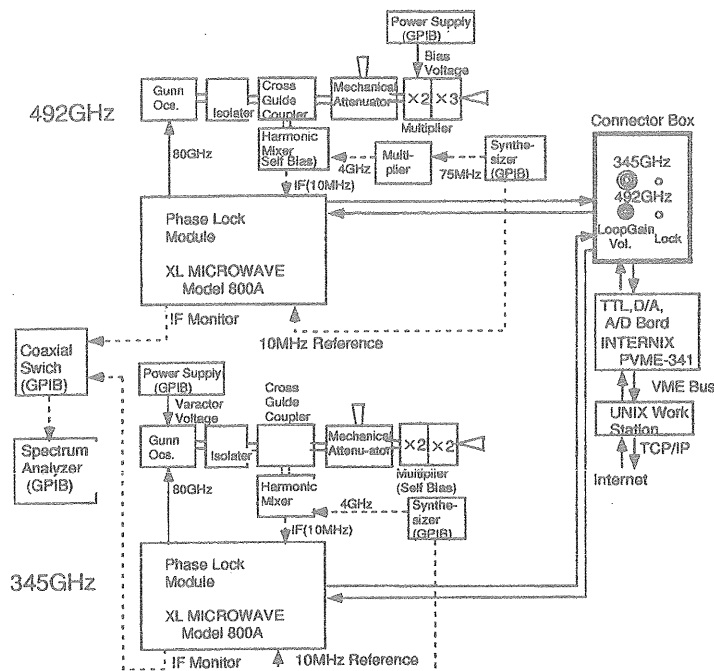 Power Supply
(GPIB)
Bias
Voltage
Gunn
Ocs.
Isolater
Cross
Guide
Coupler
Mechanical
Attenuator
×2 ×3
Multiplier
492GHz
80GHz
Harmonic
Mixer
Self Bias)
4GHz
Multi-
plier
75MHz
Synthe-
sizer
(GPIB)
IF(10MHz)
Phase Lock
Module
XL MICROWAVE
Model 800A
IF Monitor
10MHz Reference
Connector Box
345GHz
492GHz
LoopGain
Vol.
Lock
TTL,D/A,
A/D Bord
INTERNIX
PVME-341
VME Bus
UNIX Work
Station
TCP/IP
Internet
Coaxial
Swich
(GPIB)
Spectrum
Analyzer
(GPIB)
Power Supply
(GPIB)
Varactor
Voltage
Gunn
Ocs.
Isolater
Cross
Guide
Coupler
Mechanical
Attenu-ator
×2 ×2
Multiplier
(Self Bias)
80GHz
Harmonic
Mixer
4GHz
Synthe-
sizer
(GPIB)
IF(10MHz)
345GHz
Phase Lock
Module
XL MICROWAVE
Model 800A
IF Monitor
10MHz Reference